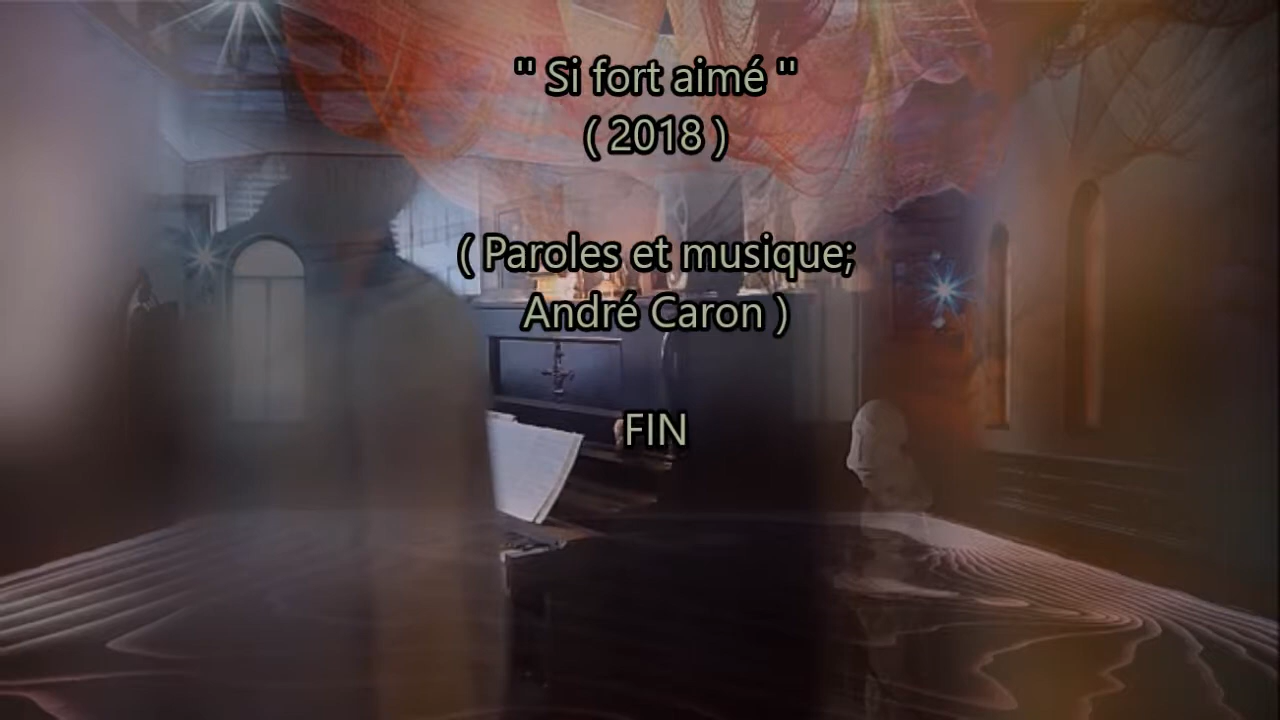 " Si fort aimé "
( 2018 )
( Paroles et musique;
André Caron )
FIN